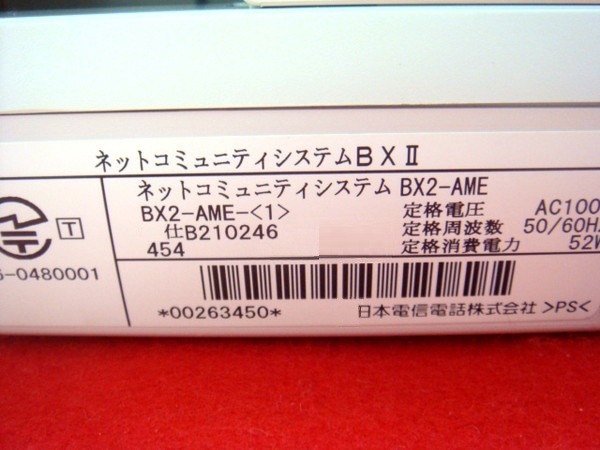 ネットコミュニティシステムBXⅡ
ネットコミュニティシステム BX2-AME
BX2-AME-<1> 定格電圧 AC100
仕B210246 定格周波数 50/60Hz
454 定格消費電力 52W
T
-0480001
*00263450* 日本電信電話株式会社 >PS<